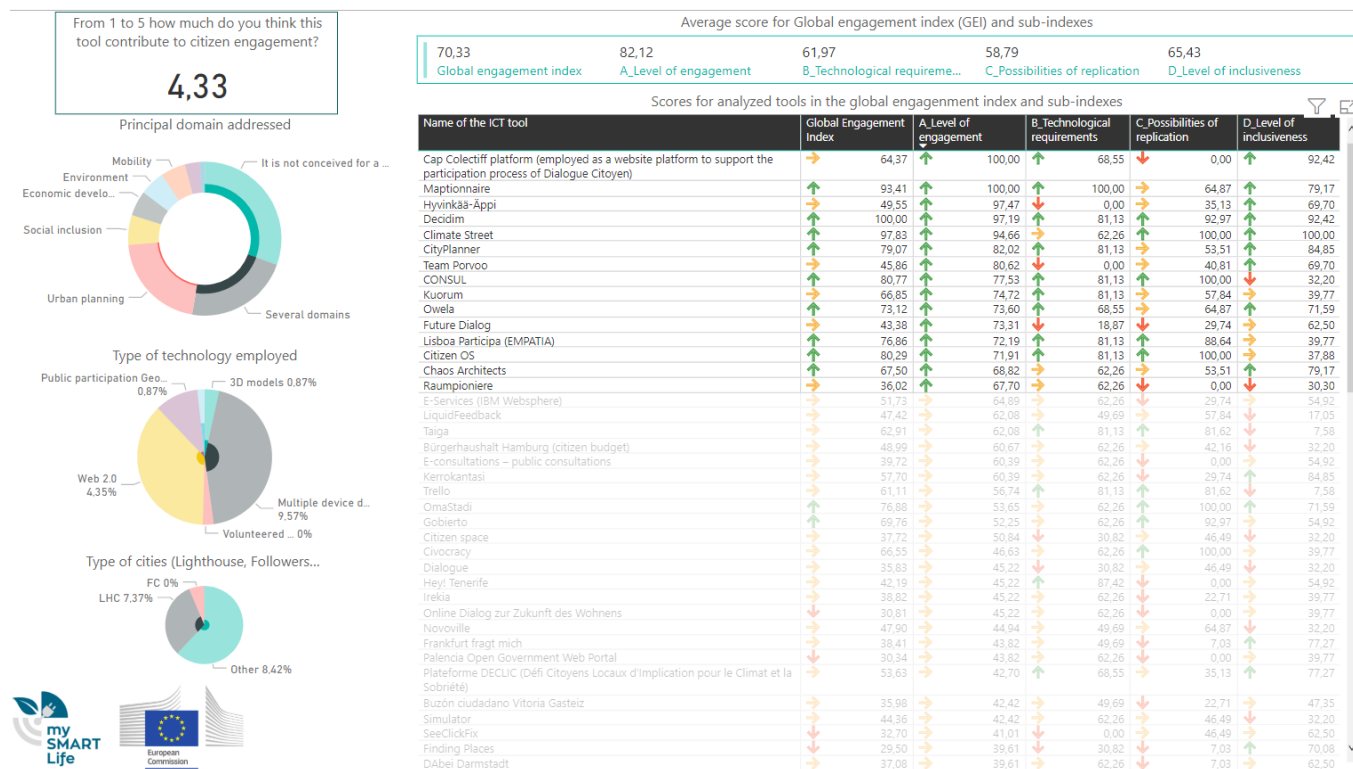 From 1 to 5 how much do you think this
tool contribute to citizen engagement?
4,33
Principal domain addressed
Mobility
Environment
Economic develo...
Social inclusion
Urban planning
It is not conceived for a ...
Several domains
Type of technology employed
Public participation Geo...
0,87%
3D models 0,87%
Web 2.0
4,35%
Multiple device d...
9,57%
Volunteered ... 0%
Type of cities (Lighthouse, Followers...
FC 0%
LHC 7,37%
Other 8,42%
my
SMART
Life
European
Commission
Average score for Global engagement index (GEI) and sub-indexes
70,33 82,12 61,97 58,79 65,43
Global engagement index A_Level of engagement B_Technological requireme... C_Possibilities of replication D_Level of inclusiveness
Scores for analyzed tools in the global engagenment index and sub-indexes
Name of the ICT tool Global Engagement A_Level of B_Technological C_Possibilities of D_Level of
Index engagement requirements replication inclusiveness
Cap Colectiff platform (employed as a website platform to support the 64,37 100,00 68,55 0,00 92,42
participation process of Dialogue Citoyen)
Maptionnaire 93,41 100,00 100,00 64,87 79,17
Hyvinkää-Äppi 49,55 97,47 0,00 35,13 69,70
Decidim 100,00 97,19 81,13 92,97 92,42
Climate Street 97,83 94,66 62,26 100,00 100,00
CityPlanner 79,07 82,02 81,13 53,51 84,85
Team Porvoo 45,86 80,62 0,00 40,81 69,70
CONSUL 80,77 77,53 81,13 100,00 32,20
Kuorum 66,85 74,72 81,13 57,84 39,77
Owela 73,12 73,60 68,55 64,87 71,59
Future Dialog 43,38 73,31 18,87 29,74 62,50
Lisboa Participa (EMPATIA) 76,86 72,19 81,13 88,64 39,77
Citizen OS 80,29 71,91 81,13 100,00 37,88
Chaos Architects 67,50 68,82 62,26 53,51 79,17
Raumpioniere 36,02 67,70 62,26 0,00 30,30
E-Services (IBM Websphere) 51,73 64,89 62,26 29,74 54,92
LiquidFeedback 47,42 62,08 49,69 57,84 17,05
Taiga 62,91 62,08 81,13 81,62 7,58
Bürgerhaushalt Hamburg (citizen budget) 48,99 60,67 62,26 42,16 32,20
E-consultations – public consultations 39,72 60,39 62,26 0,00 54,92
Kerrokantasi 57,70 60,39 62,26 29,74 84,85
Trello 61,11 56,74 81,13 81,62 7,58
OmaStadi 76,88 53,65 62,26 100,00 71,59
Gobierto 69,76 52,25 62,26 92,97 54,92
Citizen space 37,72 50,84 30,82 46,49 32,20
Civocracy 66,55 46,63 62,26 100,00 39,77
Dialogue 35,83 45,22 30,82 46,49 32,20
Hey! Tenerife 42,19 45,22 87,42 0,00 54,92
Irekia 38,82 45,22 62,26 22,71 39,77
Online Dialog zur Zukunft des Wohnens 30,81 45,22 62,26 0,00 39,77
Novoville 47,90 44,94 49,69 64,87 32,20
Frankfurt fragt mich 38,41 43,82 49,69 7,03 77,27
Palencia Open Government Web Portal 30,34 43,82 62,26 0,00 39,77
Plateforme DECLIC (Défi Citoyens Locaux d'Implication pour le Climat et la 53,63 42,70 68,55 35,13 77,27
Sobriété)
Buzón ciudadano Vitoria Gasteiz 35,98 42,42 49,69 22,71 47,35
Simulator 44,36 42,42 62,26 46,49 32,20
SeeClickFix 32,70 41,01 0,00 46,49 62,50
Finding Places 29,50 39,61 30,82 7,03 70,08
DAbei Darmstadt 37,08 39,61 62,26 7,03 62,50